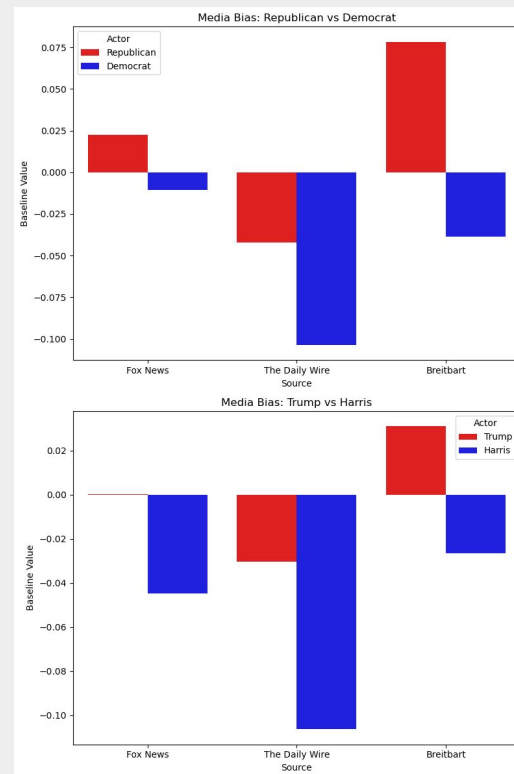 Media Bias: Republican vs Democrat
Actor
Republican
Democrat
0.075
0.050
0.025
0.000
−0.025
−0.050
−0.075
−0.100
Baseline Value
Fox News The Daily Wire Breitbart
Source
Media Bias: Trump vs Harris
Actor
Trump
Harris
0.02
0.00
−0.02
−0.04
−0.06
−0.08
−0.10
Baseline Value
Fox News The Daily Wire Breitbart
Source